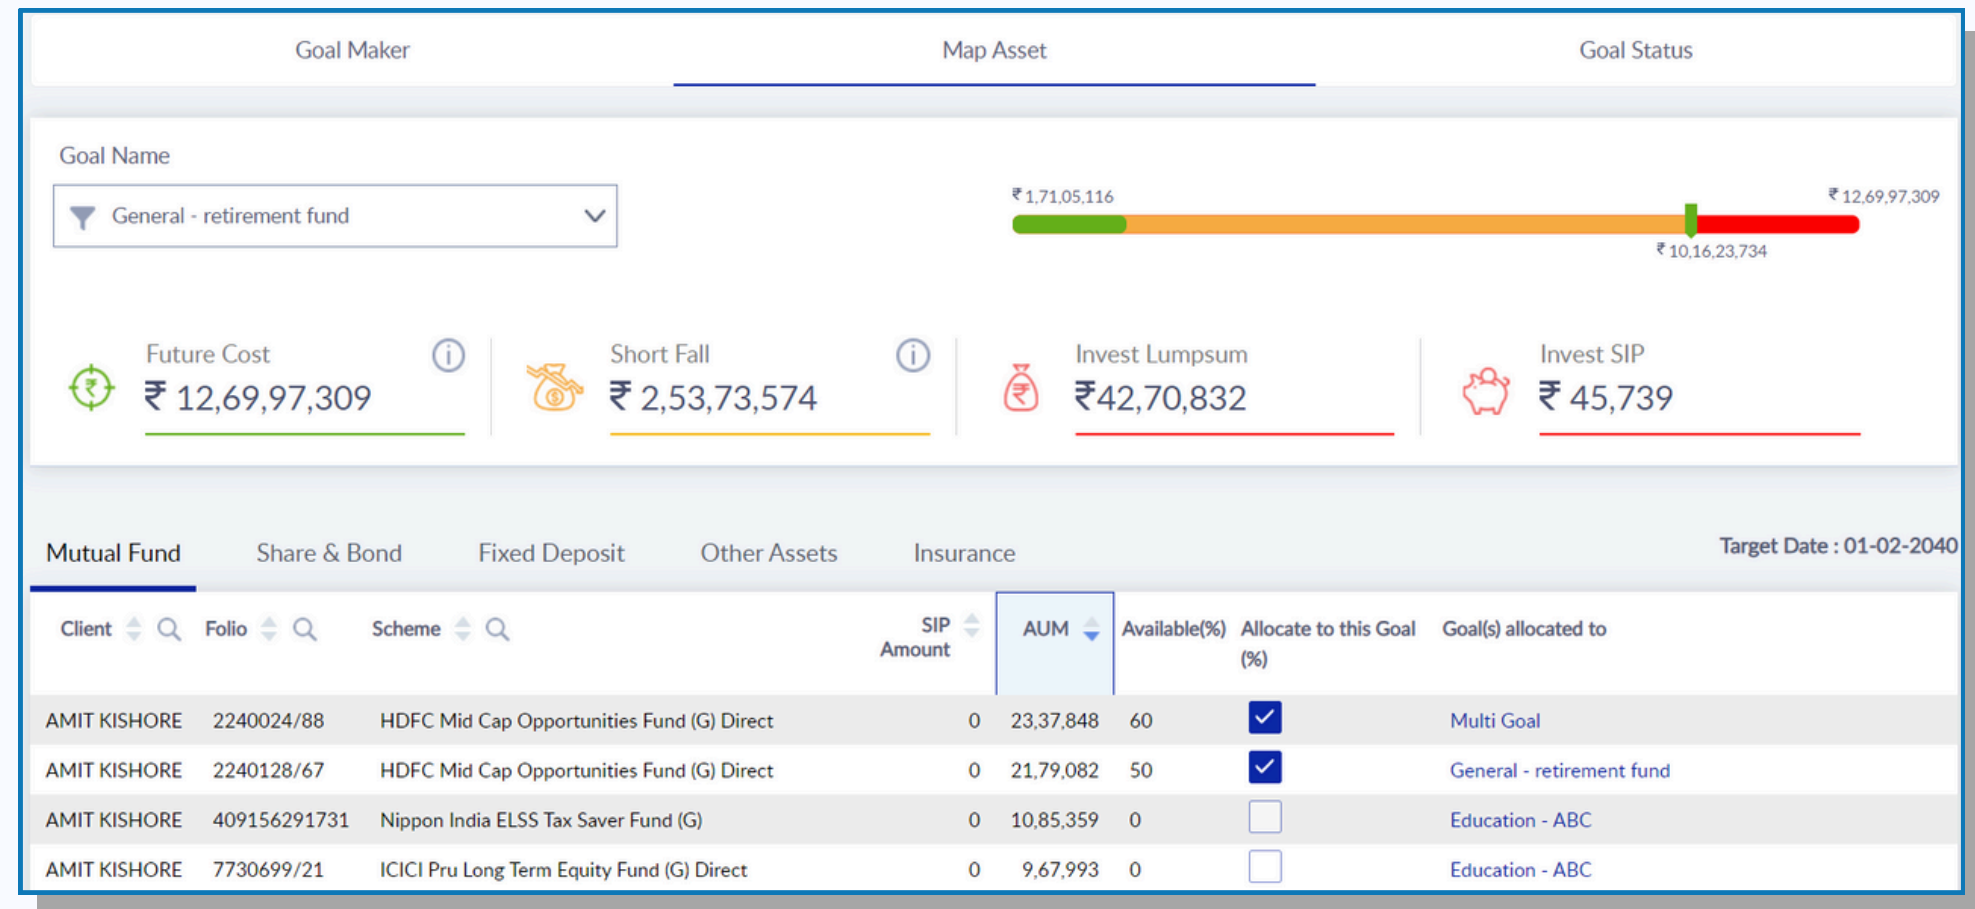 Goal Maker Map Asset Goal Status
Goal Name
General - retirement fund
₹ 1,71,05,116 ₹ 12,69,97,309
₹ 10,16,23,734
Future Cost Short Fall Invest Lumpsum Invest SIP
₹ 12,69,97,309 ₹ 2,53,73,574 ₹42,70,832 ₹ 45,739
Mutual Fund Share & Bond Fixed Deposit Other Assets Insurance Target Date : 01-02-2040
Client Folio Scheme SIP Amount AUM Available(%) Allocate to this Goal (%) Goal(s) allocated to
AMIT KISHORE 2240024/88 HDFC Mid Cap Opportunities Fund (G) Direct 0 23,37,848 60 Multi Goal
AMIT KISHORE 2240128/67 HDFC Mid Cap Opportunities Fund (G) Direct 0 21,79,082 50 General - retirement fund
AMIT KISHORE 409156291731 Nippon India ELSS Tax Saver Fund (G) 0 10,85,359 0 Education - ABC
AMIT KISHORE 7730699/21 ICICI Pru Long Term Equity Fund (G) Direct 0 9,67,993 0 Education - ABC